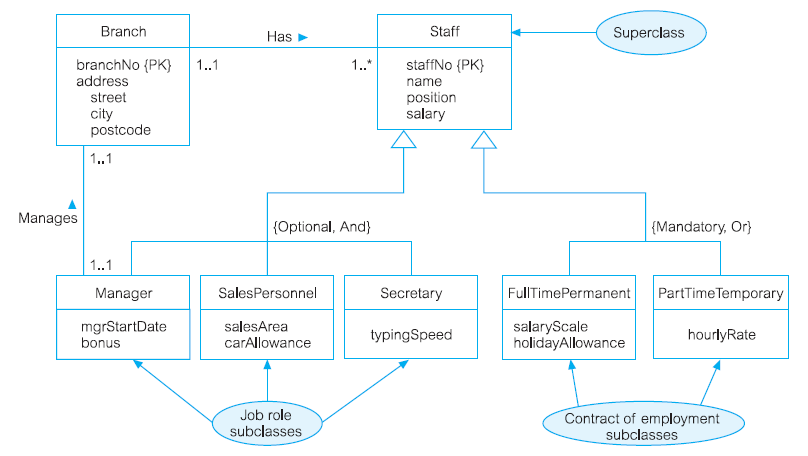 Branch
branchNo {PK}
address
street
city
postcode
Has
1..1
1..*
Staff
staffNo {PK}
name
position
salary
Superclass
1..1
Manages
1..1
{Optional, And}
{Mandatory, Or}
Manager
mgrStartDate
bonus
SalesPersonnel
salesArea
carAllowance
Secretary
typingSpeed
FullTimePermanent
salaryScale
holidayAllowance
PartTimeTemporary
hourlyRate
Job role
subclasses
Contract of employment
subclasses